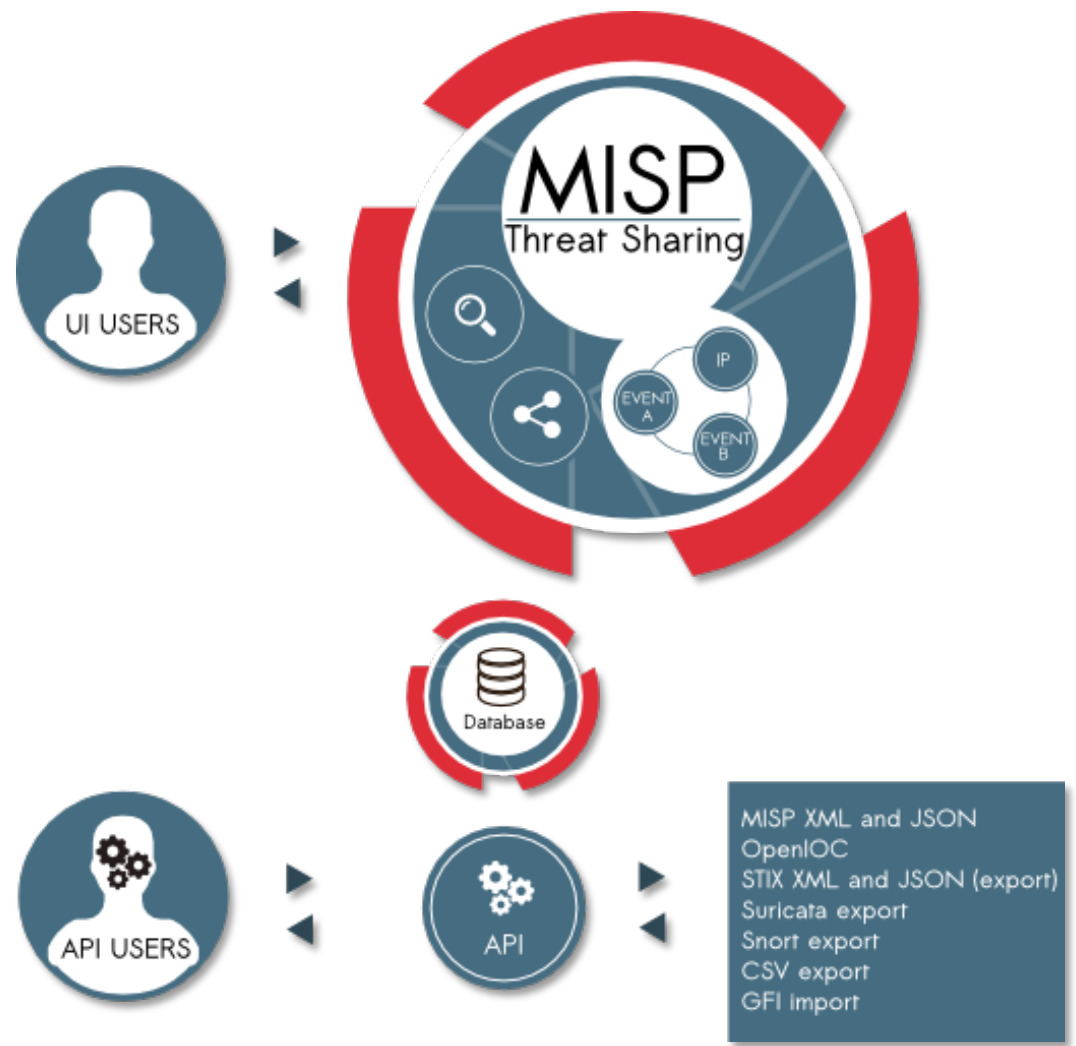 MISP
Threat Sharing
UI USERS
IP
EVENT
A
EVENT
B
Database
API USERS
API
MISP XML and JSON
OpenIOC
STIX XML and JSON (export)
Suricata export
Snort export
CSV export
GFI import